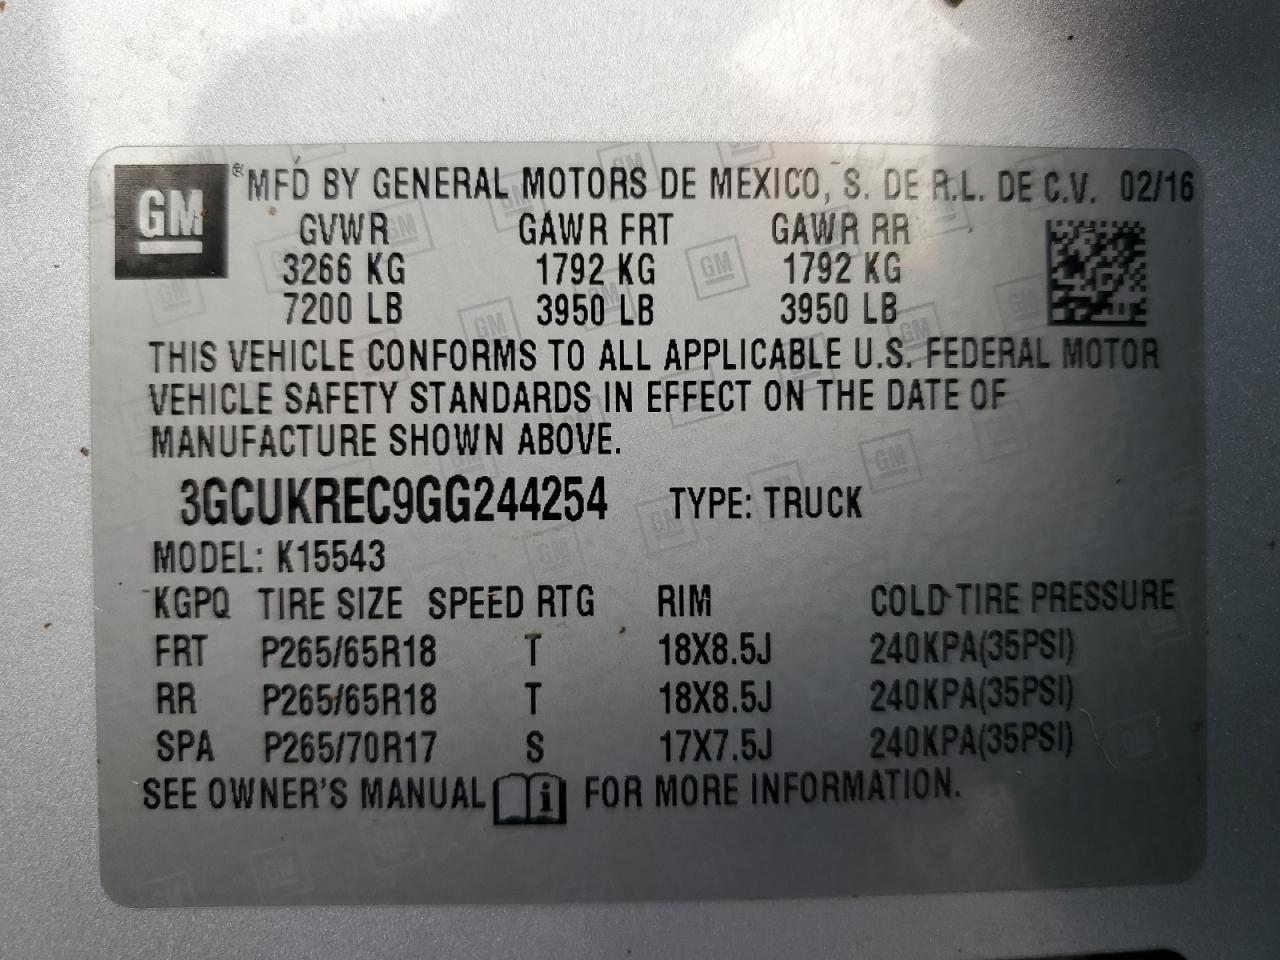 GM ® MFD BY GENERAL MOTORS DE MEXICO, S. DE R.L. DE C.V. 02/16
GVWR GAWR FRT GAWR RR
3266 KG 1792 KG 1792 KG
7200 LB 3950 LB 3950 LB
THIS VEHICLE CONFORMS TO ALL APPLICABLE U.S. FEDERAL MOTOR
VEHICLE SAFETY STANDARDS IN EFFECT ON THE DATE OF
MANUFACTURE SHOWN ABOVE.
3GCUKREC9GG244254 TYPE: TRUCK
MODEL: K15543
KGPQ TIRE SIZE SPEED RTG RIM COLD TIRE PRESSURE
FRT P265/65R18 T 18X8.5J 240KPA(35PSI)
RR P265/65R18 T 18X8.5J 240KPA(35PSI)
SPA P265/70R17 S 17X7.5J 240KPA(35PSI)
SEE OWNER'S MANUAL i FOR MORE INFORMATION.